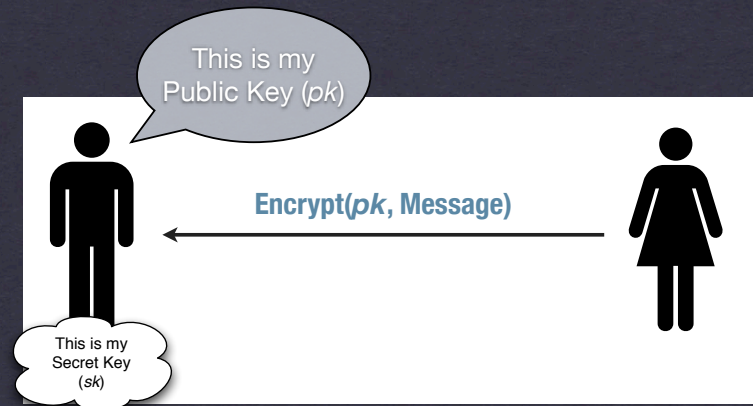 This is my
Public Key (pk)
Encrypt(pk, Message)
This is my
Secret Key
(sk)